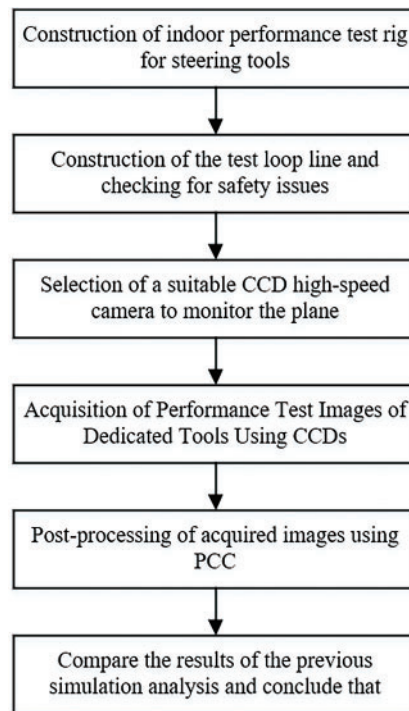 Construction of indoor performance test rig
for steering tools
Construction of the test loop line and
checking for safety issues
Selection of a suitable CCD high-speed
camera to monitor the plane
Acquisition of Performance Test Images of
Dedicated Tools Using CCDs
Post-processing of acquired images using
PCC
Compare the results of the previous
simulation analysis and conclude that